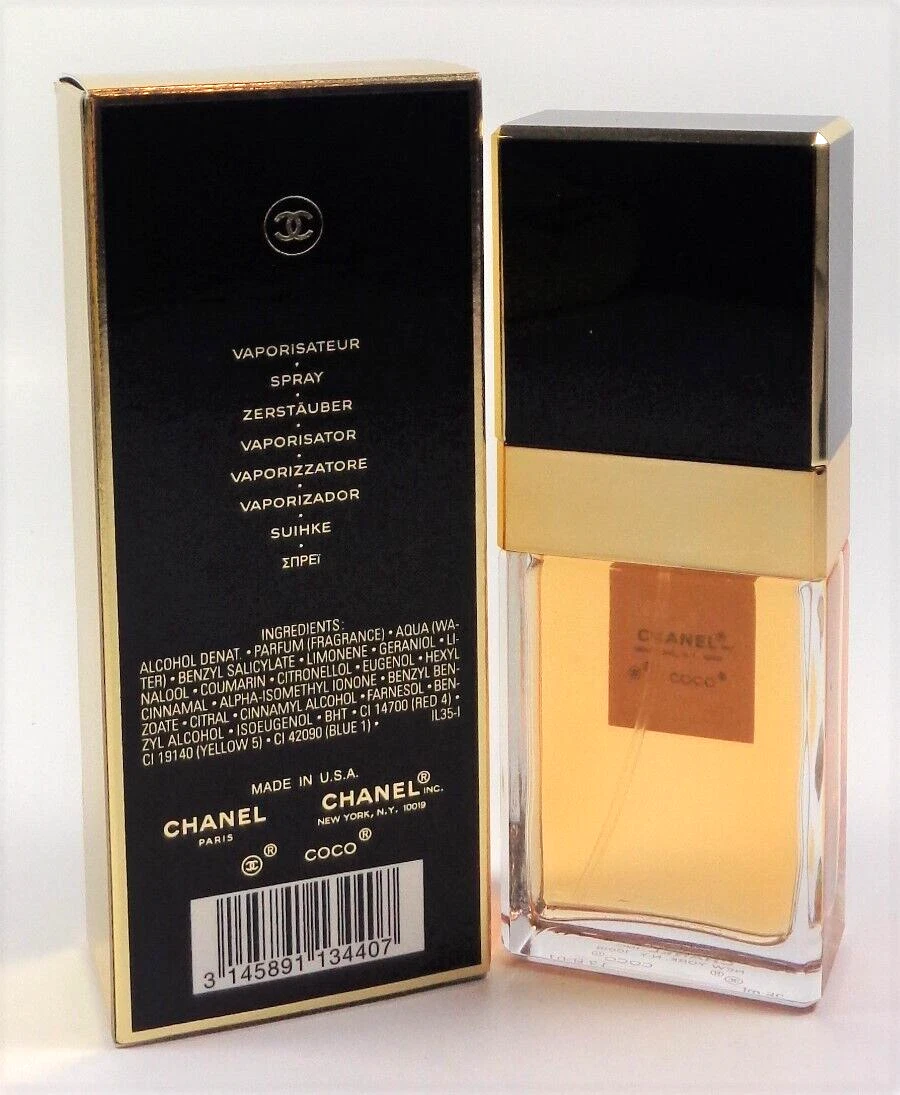 VAPORISATEUR
•
SPRAY
•
ZERSTÄUBER
•
VAPORISATOR
•
VAPORIZZATORE
•
VAPORIZADOR
•
SUIHKE
•
ΣΠΡΕΪ
INGREDIENTS:
ALCOHOL DENAT. • PARFUM (FRAGRANCE) • AQUA (WA-
TER) • BENZYL SALICYLATE • LIMONENE • GERANIOL • LI-
NALOOL • COUMARIN • CITRONELLOL • EUGENOL • HEXYL
CINNAMAL • ALPHA-ISOMETHYL IONONE • BENZYL BEN-
ZOATE • CITRAL • CINNAMYL ALCOHOL • FARNESOL • BEN-
ZYL ALCOHOL • ISOEUGENOL • BHT • CI 14700 (RED 4) •
CI 19140 (YELLOW 5) • CI 42090 (BLUE 1) • IL35-I
MADE IN U.S.A.
CHANEL
PARIS
CHANEL® INC.
NEW YORK, N.Y. 10019
® COCO®
3 145891 134407
CHANEL®
COCO®